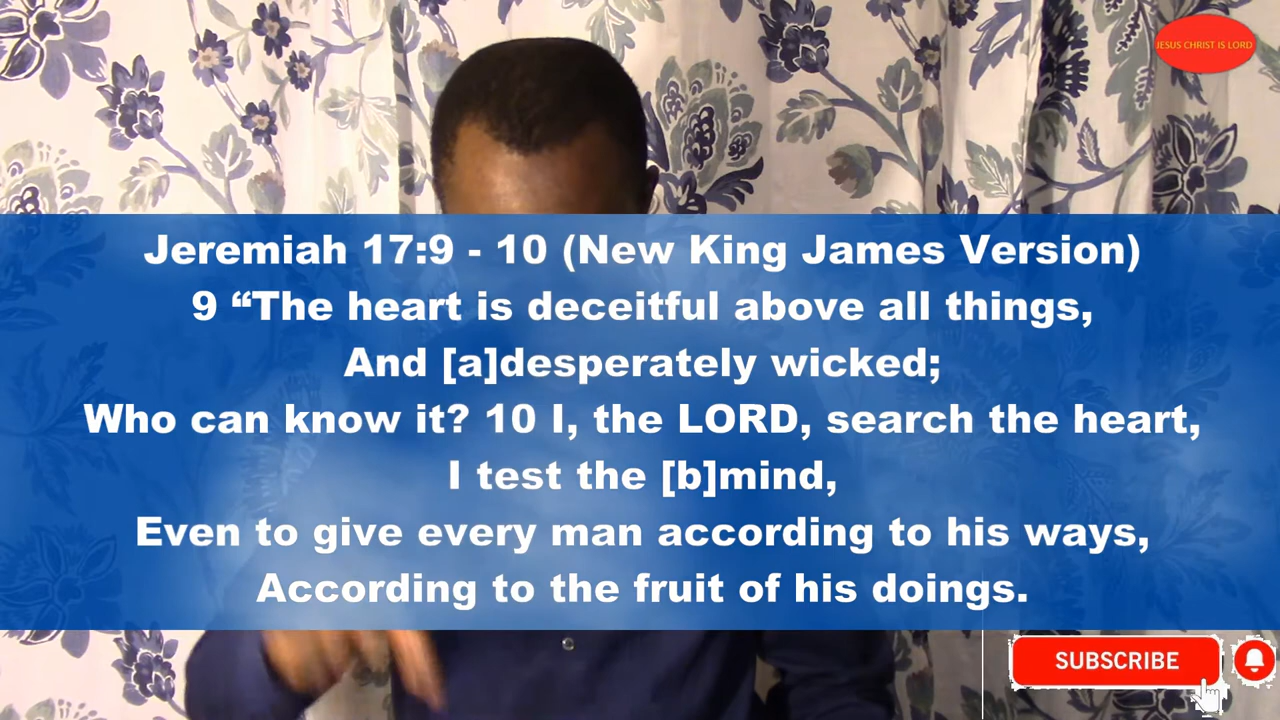 JESUS CHRIST IS LORD
Jeremiah 17:9 - 10 (New King James Version)
9 “The heart is deceitful above all things,
And [a]desperately wicked;
Who can know it? 10 I, the LORD, search the heart,
I test the [b]mind,
Even to give every man according to his ways,
According to the fruit of his doings.
SUBSCRIBE